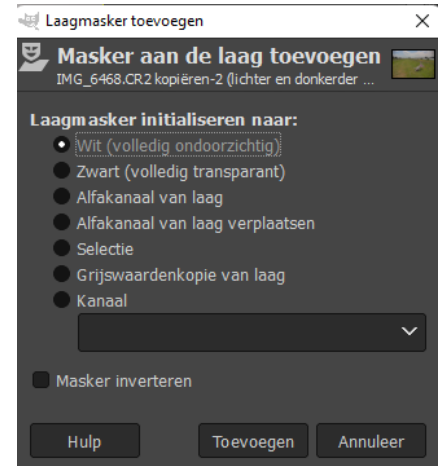 Laagmasker toevoegen
Masker aan de laag toevoegen
IMG_6468.CR2 kopiëren-2 (lichter en donkerder ...
Laagmasker initialiseren naar:
Wit (volledig ondoorzichtig)
Zwart (volledig transparant)
Alfakanaal van laag
Alfakanaal van laag verplaatsen
Selectie
Grijswaardenkopie van laag
Kanaal
Masker inverteren
Hulp Toevoegen Annuleer